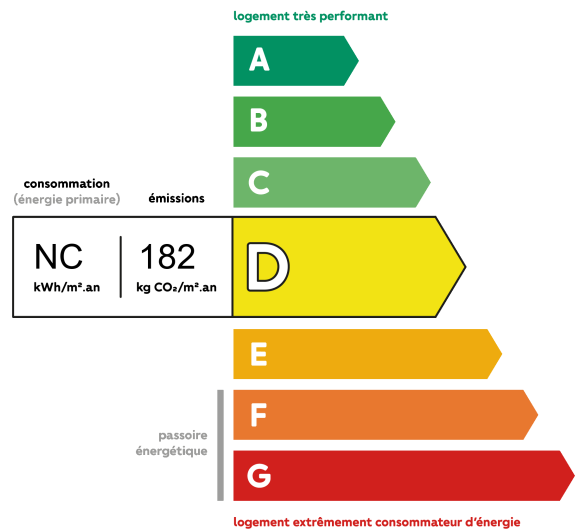 logement très performant
A
B
C
consommation
(énergie primaire)
émissions
NC
182
kWh/m².an
kg CO₂/m².an
D
E
F
passoire
énergétique
G
logement extrêmement consommateur d'énergie